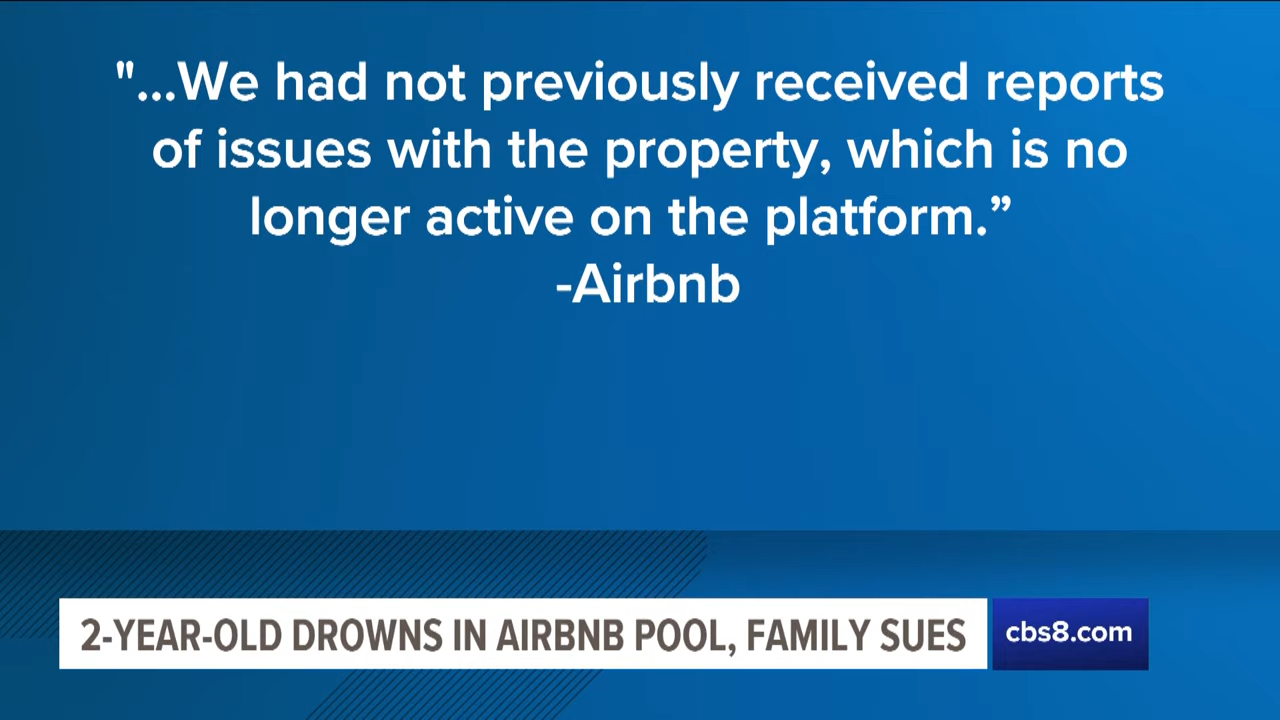 "...We had not previously received reports
of issues with the property, which is no
longer active on the platform.”
-Airbnb
2-YEAR-OLD DROWNS IN AIRBNB POOL, FAMILY SUES
cbs8.com